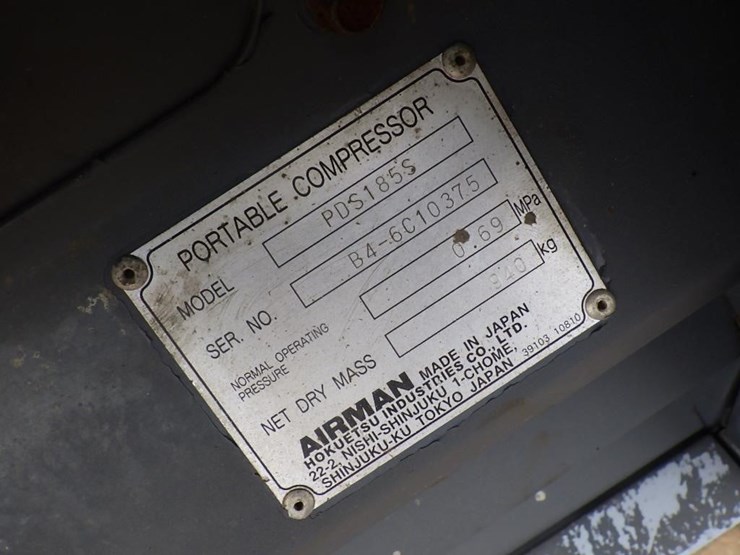 PORTABLE COMPRESSOR
MODEL PDS185S
SER. NO. B4-6C10375
NORMAL OPERATING PRESSURE 0.69 MPa
NET DRY MASS kg
AIRMAN MADE IN JAPAN
HOKUETSU INDUSTRIES CO., LTD.
22-2, NISHI-SHINJUKU 1-CHOME,
SHINJUKU-KU TOKYO JAPAN 39103 10810